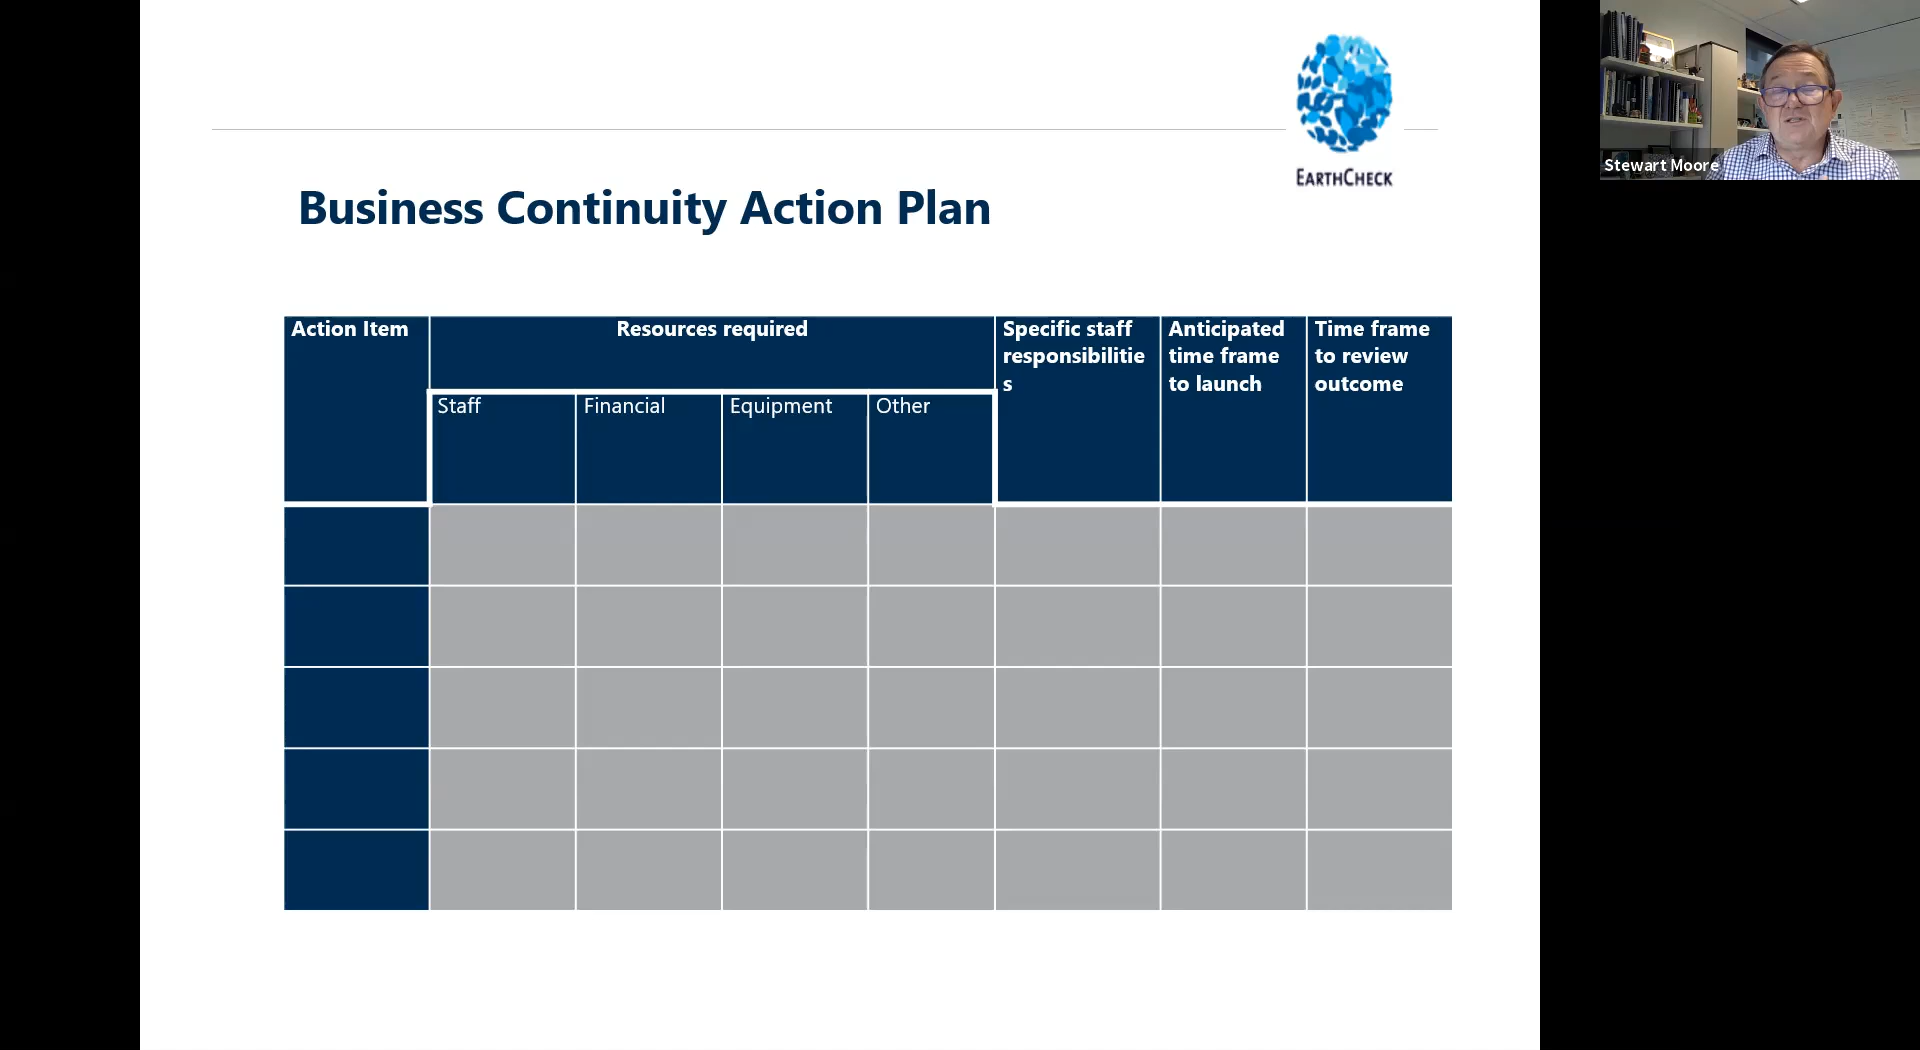 EARTHCHECK
Stewart Moore
Business Continuity Action Plan
Action Item
Resources required
Specific staff
responsibilitie
s
Anticipated
time frame
to launch
Time frame
to review
outcome
Staff
Financial
Equipment
Other